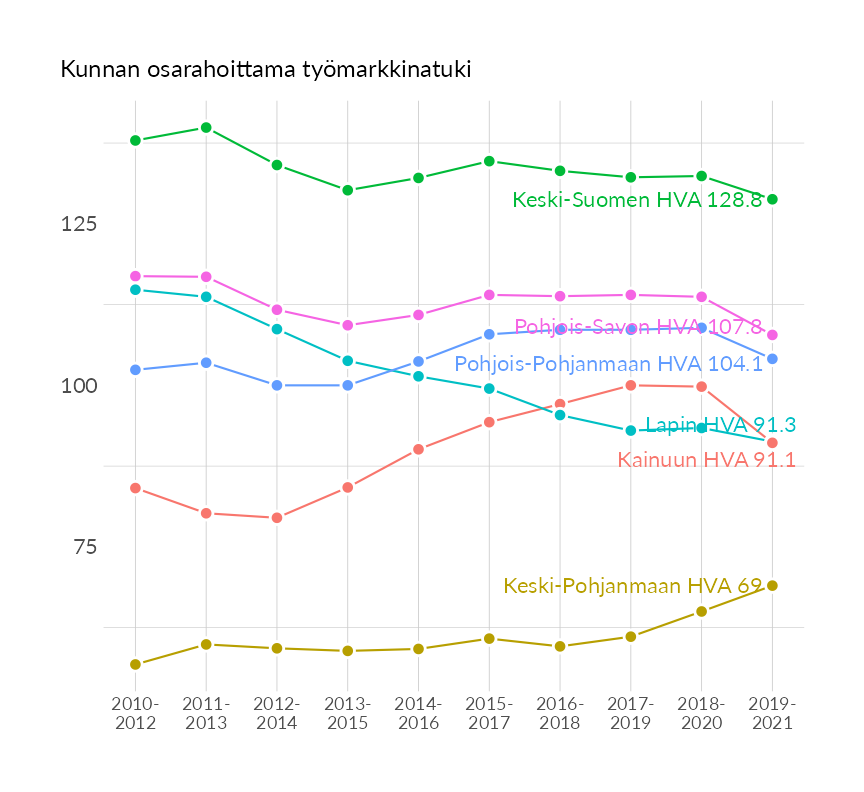 Kunnan osarahoittama työmarkkinatuki
125
100
75
Keski-Suomen HVA 128.8
Pohjois-Savon HVA 107.8
Pohjois-Pohjanmaan HVA 104.1
Lapin HVA 91.3
Kainuun HVA 91.1
Keski-Pohjanmaan HVA 69
2010- 2011- 2012- 2013- 2014- 2015- 2016- 2017- 2018- 2019-
2012 2013 2014 2015 2016 2017 2018 2019 2020 2021